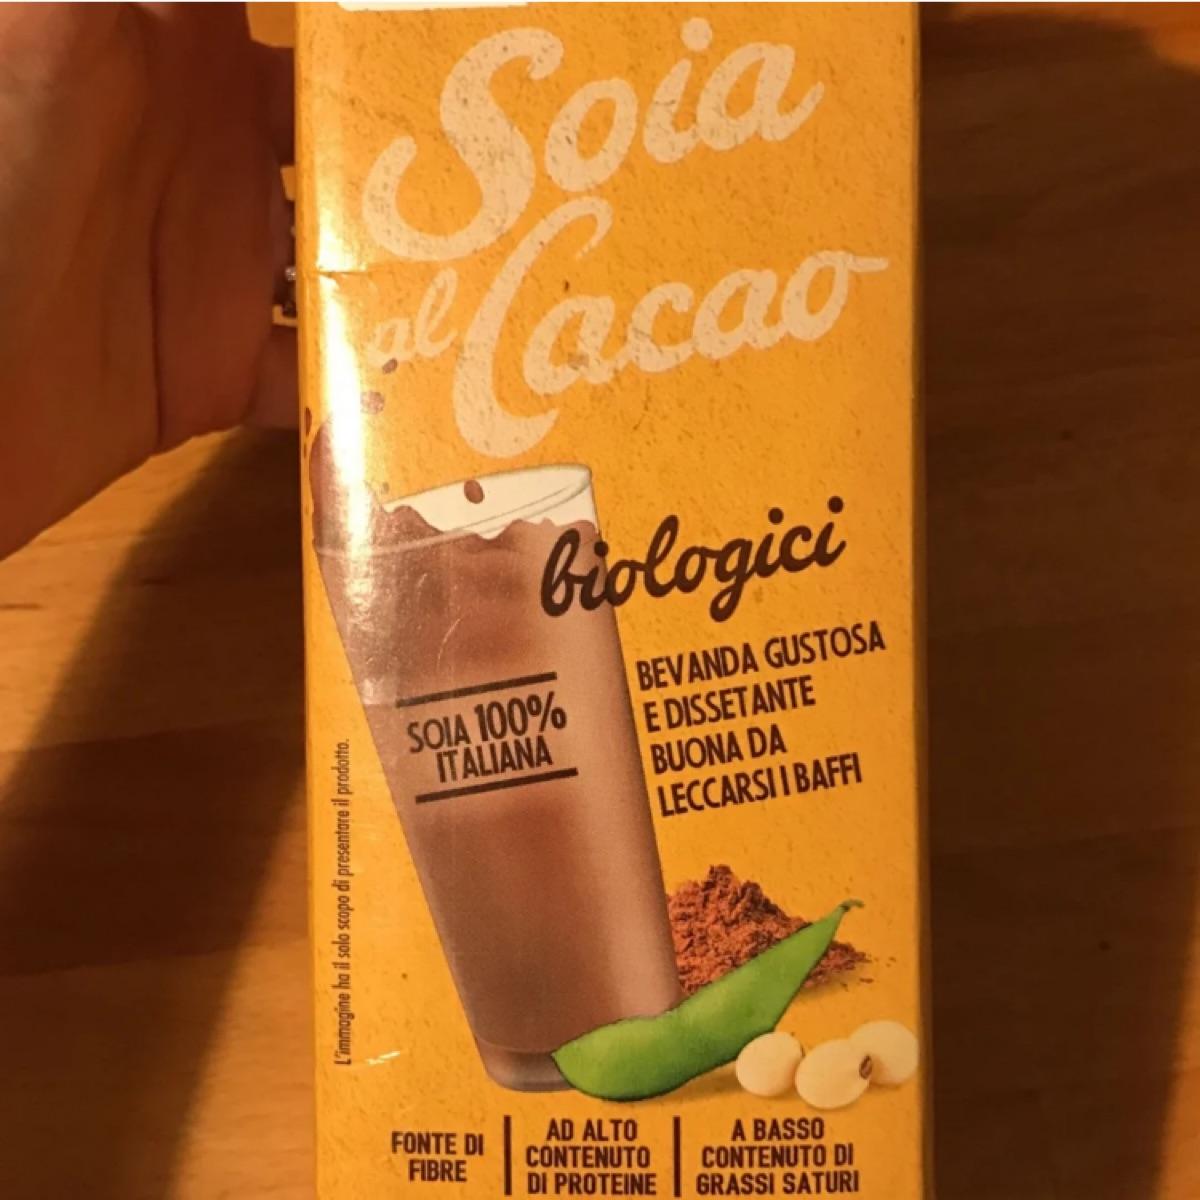 Soia
al Cacao
biologici
BEVANDA GUSTOSA
E DISSETANTE
BUONA DA
LECCARSI I BAFFI
SOIA 100%
ITALIANA
L'immagine ha il solo scopo di presentare il prodotto.
FONTE DI
FIBRE
AD ALTO
CONTENUTO
DI PROTEINE
A BASSO
CONTENUTO DI
GRASSI SATURI